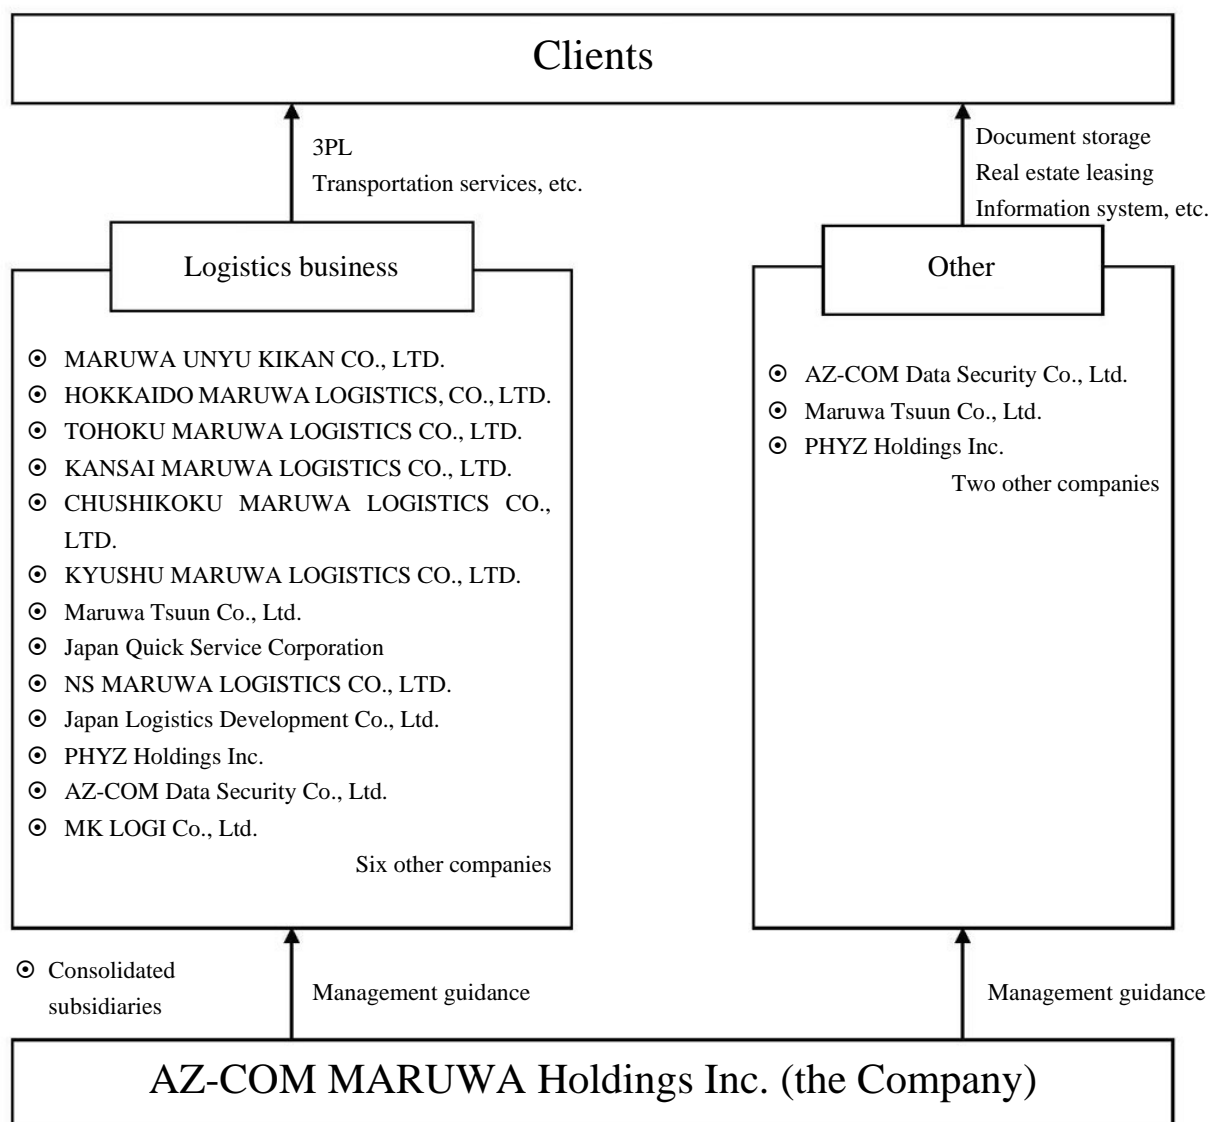 Clients
3PL
Transportation services, etc.
Document storage
Real estate leasing
Information system, etc.
Logistics business
MARUWA UNYU KIKAN CO., LTD.
HOKKAIDO MARUWA LOGISTICS, CO., LTD.
TOHOKU MARUWA LOGISTICS CO., LTD.
KANSAI MARUWA LOGISTICS CO., LTD.
CHUSHIKOKU MARUWA LOGISTICS CO.,
LTD.
KYUSHU MARUWA LOGISTICS CO., LTD.
Maruwa Tsuun Co., Ltd.
Japan Quick Service Corporation
NS MARUWA LOGISTICS CO., LTD.
Japan Logistics Development Co., Ltd.
PHYZ Holdings Inc.
AZ-COM Data Security Co., Ltd.
MK LOGI Co., Ltd.
Six other companies
Other
AZ-COM Data Security Co., Ltd.
Maruwa Tsuun Co., Ltd.
PHYZ Holdings Inc.
Two other companies
Consolidated
subsidiaries
Management guidance
Management guidance
AZ-COM MARUWA Holdings Inc. (the Company)